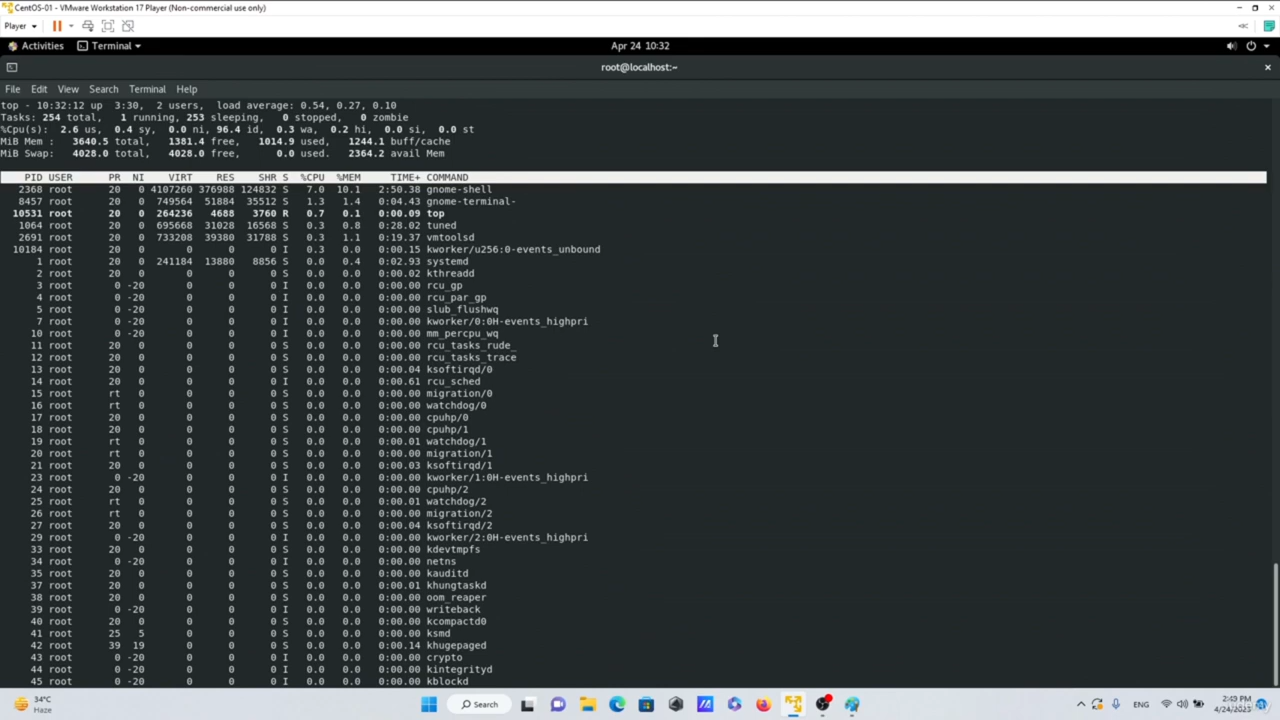 CentOS-01 - VMware Workstation 17 Player (Non-commercial use only)
Player
Activities Terminal Apr 24 10:32
root@localhost:~
File Edit View Search Terminal Help
top - 10:32:12 up 3:30, 2 users, load average: 0.54, 0.27, 0.10
Tasks: 254 total, 1 running, 253 sleeping, 0 stopped, 0 zombie
%Cpu(s): 2.6 us, 0.4 sy, 0.0 ni, 96.4 id, 0.3 wa, 0.2 hi, 0.0 si, 0.0 st
MiB Mem : 3640.5 total, 1381.4 free, 1014.9 used, 1244.1 buff/cache
MiB Swap: 4028.0 total, 4028.0 free, 0.0 used. 2364.2 avail Mem
PID USER PR NI VIRT RES SHR S %CPU %MEM TIME+ COMMAND
2368 root 20 0 4107260 376988 124832 S 7.0 10.1 2:50.38 gnome-shell
8457 root 20 0 749564 51884 35512 S 1.3 1.4 0:04.43 gnome-terminal-
10531 root 20 0 264236 4688 3760 R 0.7 0.1 0:00.09 top
1064 root 20 0 695668 31028 16568 S 0.3 0.8 0:28.02 tuned
2691 root 20 0 733208 39380 31788 S 0.3 1.1 0:19.37 vmtoolsd
10184 root 20 0 0 0 0 I 0.3 0.0 0:00.15 kworker/u256:0-events_unbound
1 root 20 0 241184 13880 8856 S 0.0 0.4 0:02.93 systemd
2 root 20 0 0 0 0 S 0.0 0.0 0:00.02 kthreadd
3 root 0 -20 0 0 0 I 0.0 0.0 0:00.00 rcu_gp
4 root 0 -20 0 0 0 I 0.0 0.0 0:00.00 rcu_par_gp
5 root 0 -20 0 0 0 I 0.0 0.0 0:00.00 slub_flushwq
7 root 0 -20 0 0 0 I 0.0 0.0 0:00.00 kworker/0:0H-events_highpri
10 root 0 -20 0 0 0 I 0.0 0.0 0:00.00 mm_percpu_wq
11 root 20 0 0 0 0 S 0.0 0.0 0:00.00 rcu_tasks_rude_
12 root 20 0 0 0 0 S 0.0 0.0 0:00.00 rcu_tasks_trace
13 root 20 0 0 0 0 S 0.0 0.0 0:00.04 ksoftirqd/0
14 root 20 0 0 0 0 I 0.0 0.0 0:00.61 rcu_sched
15 root rt 0 0 0 0 S 0.0 0.0 0:00.00 migration/0
16 root rt 0 0 0 0 S 0.0 0.0 0:00.00 watchdog/0
17 root 20 0 0 0 0 S 0.0 0.0 0:00.00 cpuhp/0
18 root 20 0 0 0 0 S 0.0 0.0 0:00.00 cpuhp/1
19 root rt 0 0 0 0 S 0.0 0.0 0:00.01 watchdog/1
20 root rt 0 0 0 0 S 0.0 0.0 0:00.00 migration/1
21 root 20 0 0 0 0 S 0.0 0.0 0:00.03 ksoftirqd/1
23 root 0 -20 0 0 0 I 0.0 0.0 0:00.00 kworker/1:0H-events_highpri
24 root 20 0 0 0 0 S 0.0 0.0 0:00.00 cpuhp/2
25 root rt 0 0 0 0 S 0.0 0.0 0:00.01 watchdog/2
26 root rt 0 0 0 0 S 0.0 0.0 0:00.00 migration/2
27 root 20 0 0 0 0 S 0.0 0.0 0:00.04 ksoftirqd/2
29 root 0 -20 0 0 0 I 0.0 0.0 0:00.00 kworker/2:0H-events_highpri
33 root 20 0 0 0 0 S 0.0 0.0 0:00.00 kdevtmpfs
34 root 0 -20 0 0 0 I 0.0 0.0 0:00.00 netns
35 root 20 0 0 0 0 S 0.0 0.0 0:00.00 kauditd
37 root 20 0 0 0 0 S 0.0 0.0 0:00.01 khungtaskd
38 root 20 0 0 0 0 S 0.0 0.0 0:00.00 oom_reaper
39 root 0 -20 0 0 0 I 0.0 0.0 0:00.00 writeback
40 root 20 0 0 0 0 S 0.0 0.0 0:00.00 kcompactd0
41 root 25 5 0 0 0 S 0.0 0.0 0:00.00 ksmd
42 root 39 19 0 0 0 S 0.0 0.0 0:00.14 khugepaged
43 root 0 -20 0 0 0 I 0.0 0.0 0:00.00 crypto
44 root 0 -20 0 0 0 I 0.0 0.0 0:00.00 kintegrityd
45 root 0 -20 0 0 0 I 0.0 0.0 0:00.00 kblockd
34°C
Haze
Search
ENG
2:49 PM
4/24/2023